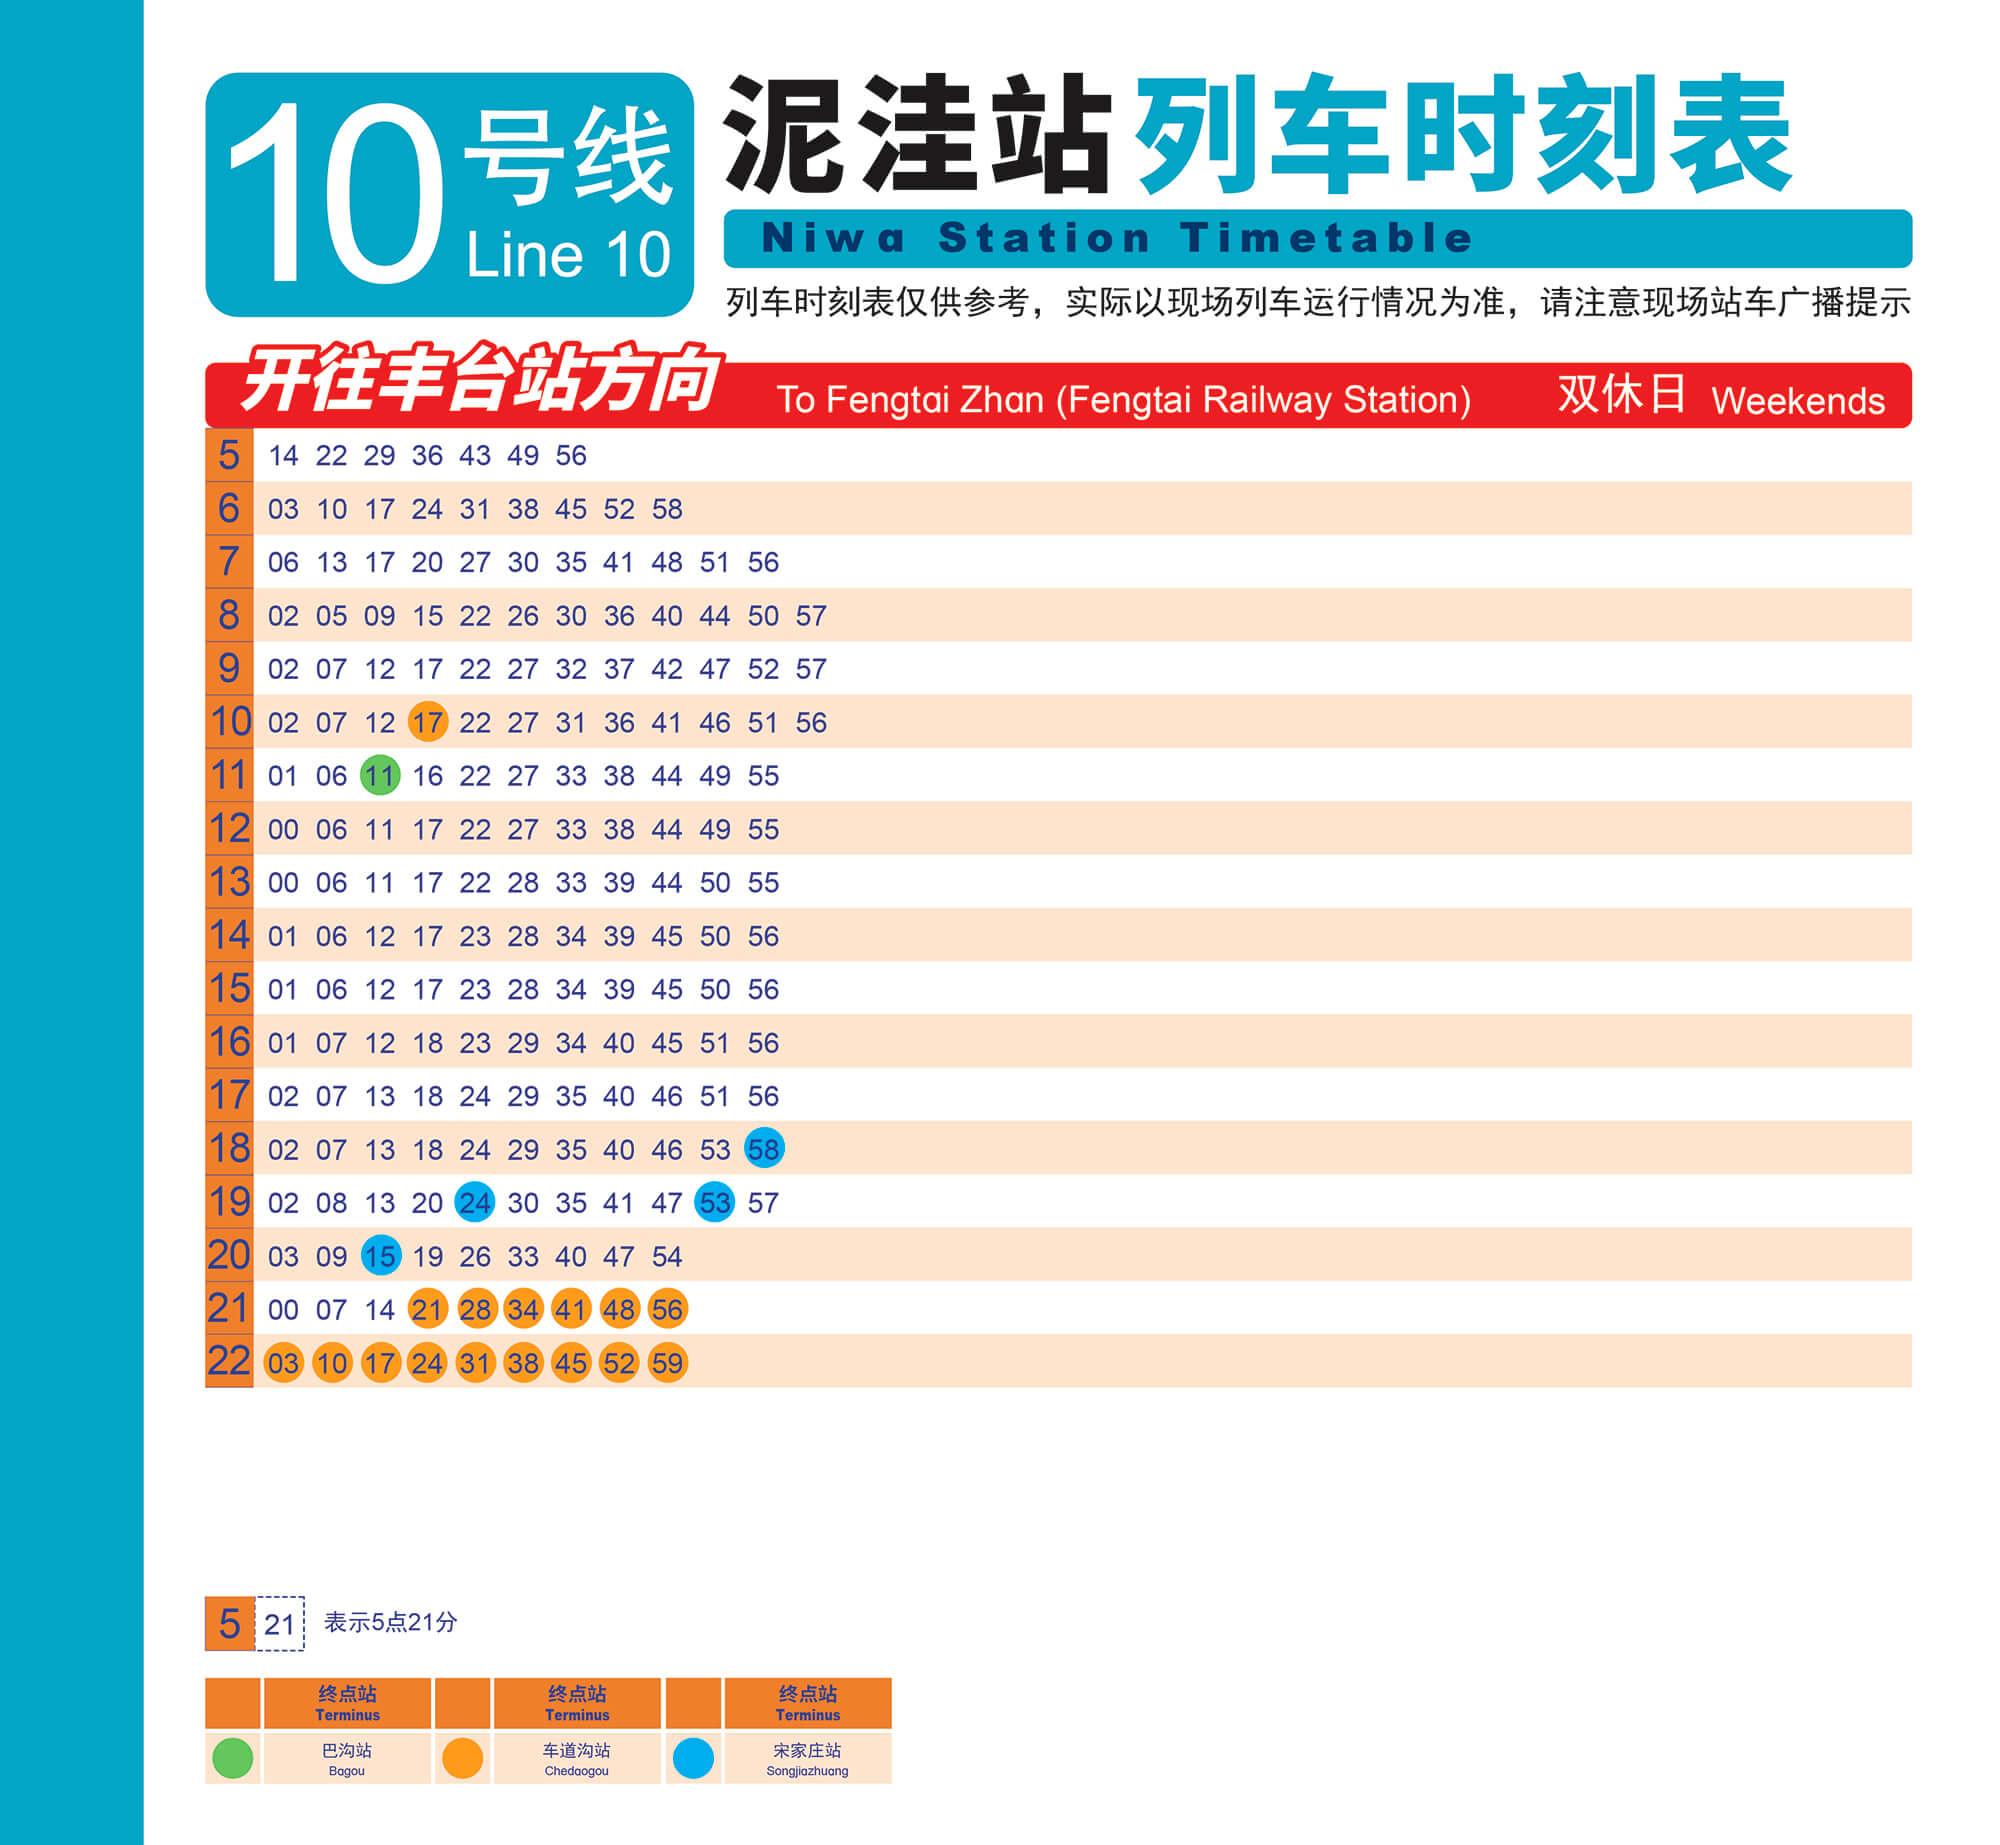 10号线
Line 10
泥洼站列车时刻表
Niwa Station Timetable
列车时刻表仅供参考，实际以现场列车运行情况为准，请注意现场站车广播提示
开往丰台站方向 To Fengtai Zhan (Fengtai Railway Station) 双休日 Weekends
5 14 22 29 36 43 49 56
6 03 10 17 24 31 38 45 52 58
7 06 13 17 20 27 30 35 41 48 51 56
8 02 05 09 15 22 26 30 36 40 44 50 57
9 02 07 12 17 22 27 32 37 42 47 52 57
10 02 07 12 17 22 27 31 36 41 46 51 56
11 01 06 11 16 22 27 33 38 44 49 55
12 00 06 11 17 22 27 33 38 44 49 55
13 00 06 11 17 22 28 33 39 44 50 55
14 01 06 12 17 23 28 34 39 45 50 56
15 01 06 12 17 23 28 34 39 45 50 56
16 01 07 12 18 23 29 34 40 45 51 56
17 02 07 13 18 24 29 35 40 46 51 56
18 02 07 13 18 24 29 35 40 46 53 58
19 02 08 13 20 24 30 35 41 47 53 57
20 03 09 15 19 26 33 40 47 54
21 00 07 14 21 28 34 41 48 56
22 03 10 17 24 31 38 45 52 59
5 21 表示5点21分
终点站 终点站 终点站
Terminus Terminus Terminus
巴沟站 车道沟站 宋家庄站
Bagou Chedaogou Songjiazhuang